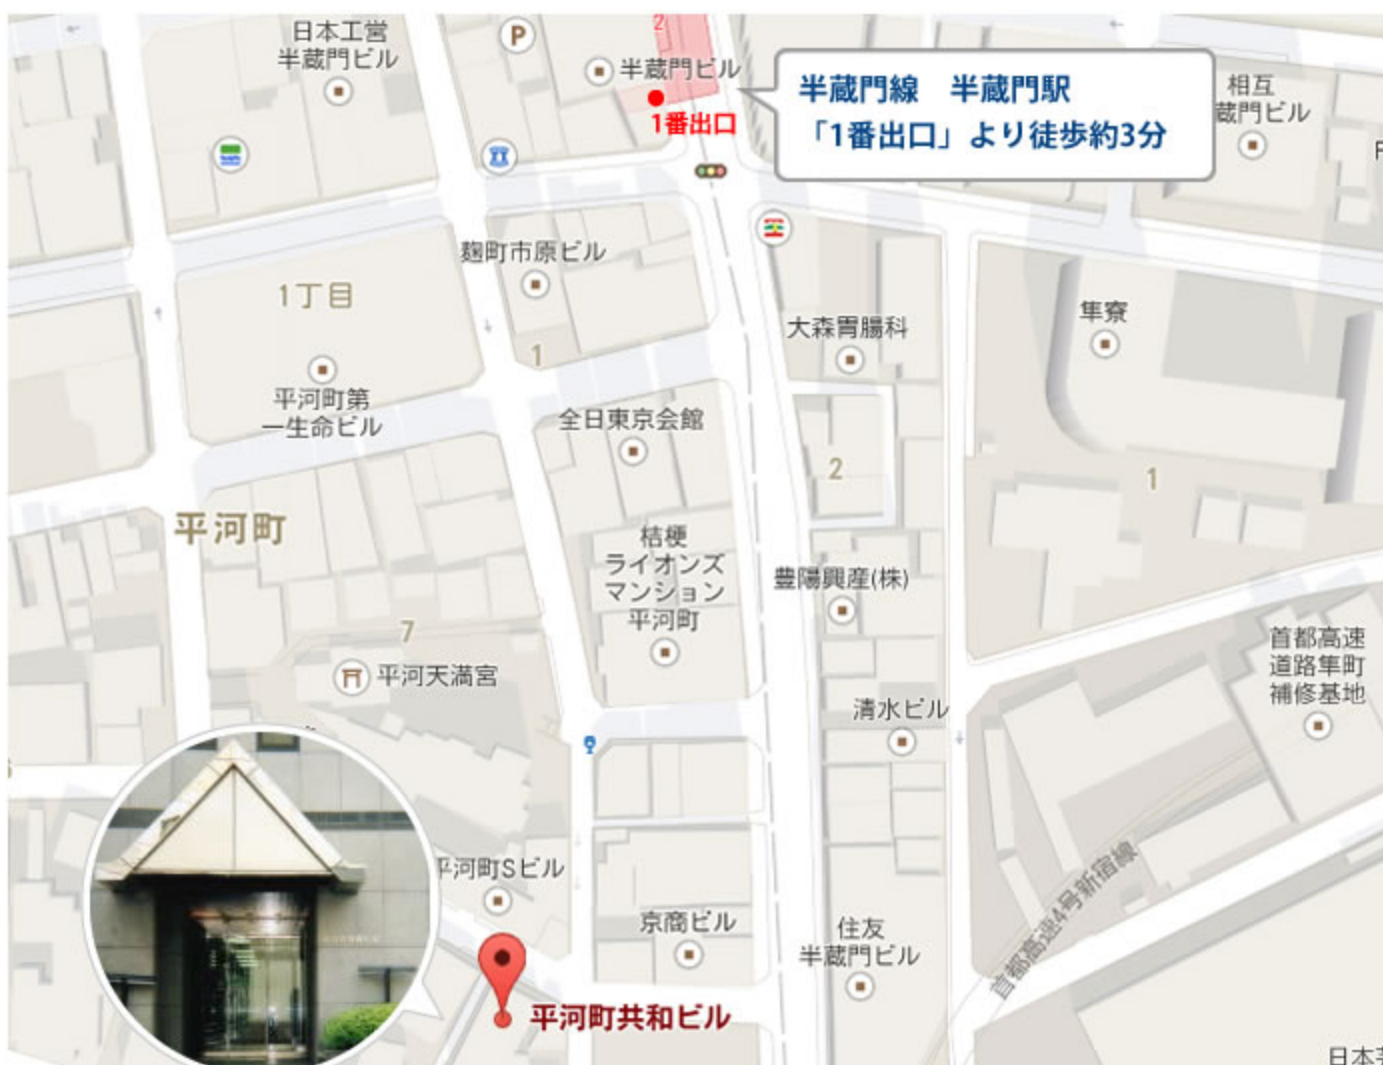 日本工営
半蔵門ビル
P
2
半蔵門ビル
1番出口
半蔵門線　半蔵門駅
「1番出口」より徒歩約3分
相互
蔵門ビル
麹町市原ビル
1丁目
1
大森胃腸科
隼寮
平河町第
一生命ビル
全日東京会館
2
1
平河町
桔梗
ライオンズ
マンション
平河町
豊陽興産(株)
7
平河天満宮
首都高速
道路隼町
補修基地
清水ビル
平河町Sビル
京商ビル
住友
半蔵門ビル
首都高速4号新宿線
平河町共和ビル
日本